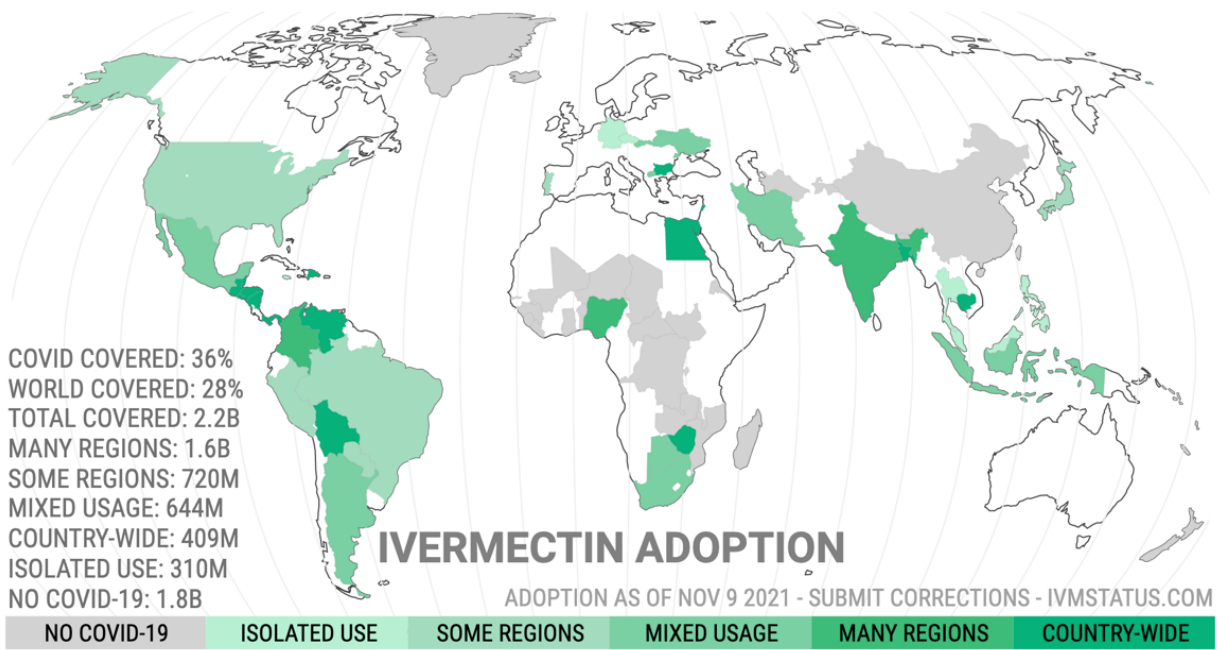 COVID COVERED: 36%
WORLD COVERED: 28%
TOTAL COVERED: 2.2B
MANY REGIONS: 1.6B
SOME REGIONS: 720M
MIXED USAGE: 644M
COUNTRY-WIDE: 409M
ISOLATED USE: 310M
NO COVID-19: 1.8B
IVERMECTIN ADOPTION
ADOPTION AS OF NOV 9 2021 - SUBMIT CORRECTIONS - IVMSTATUS.COM
NO COVID-19 ISOLATED USE SOME REGIONS MIXED USAGE MANY REGIONS COUNTRY-WIDE